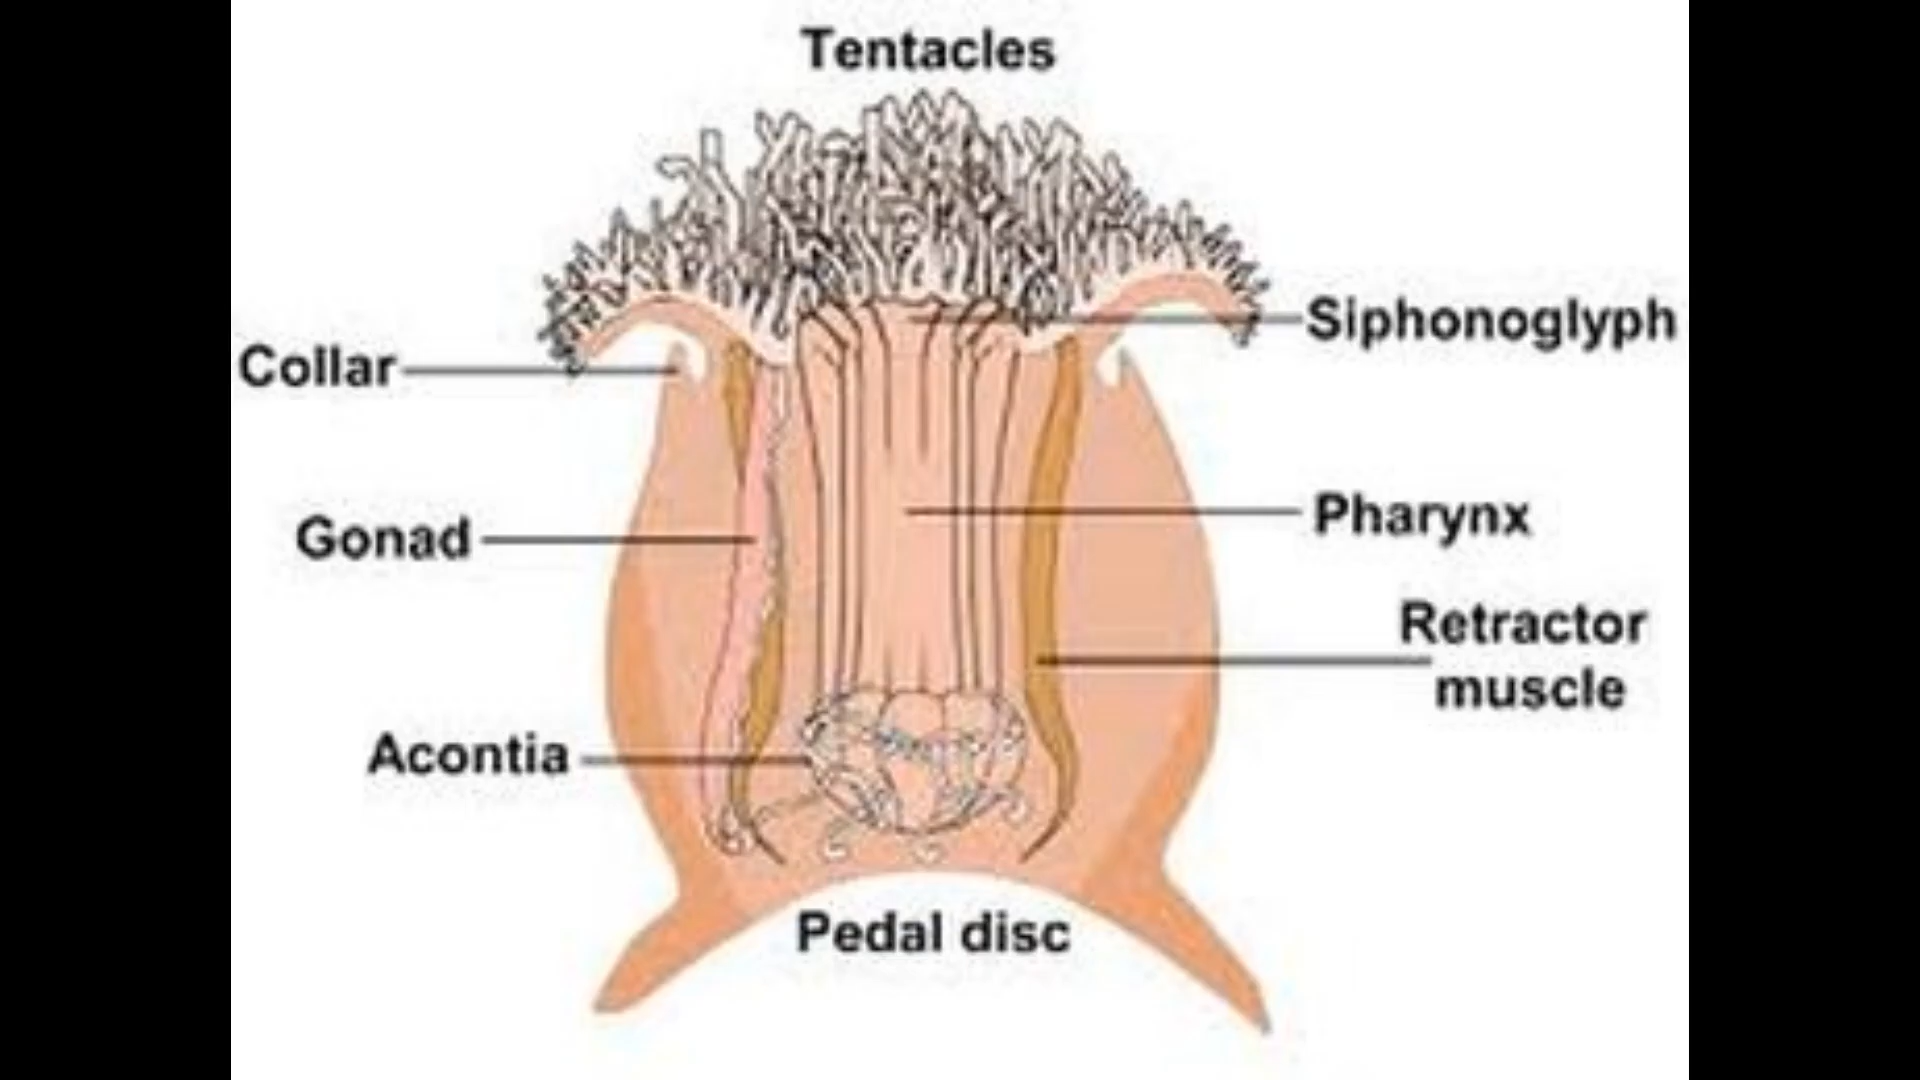 Tentacles
Siphonoglyph
Collar
Pharynx
Gonad
Retractor
muscle
Acontia
Pedal disc